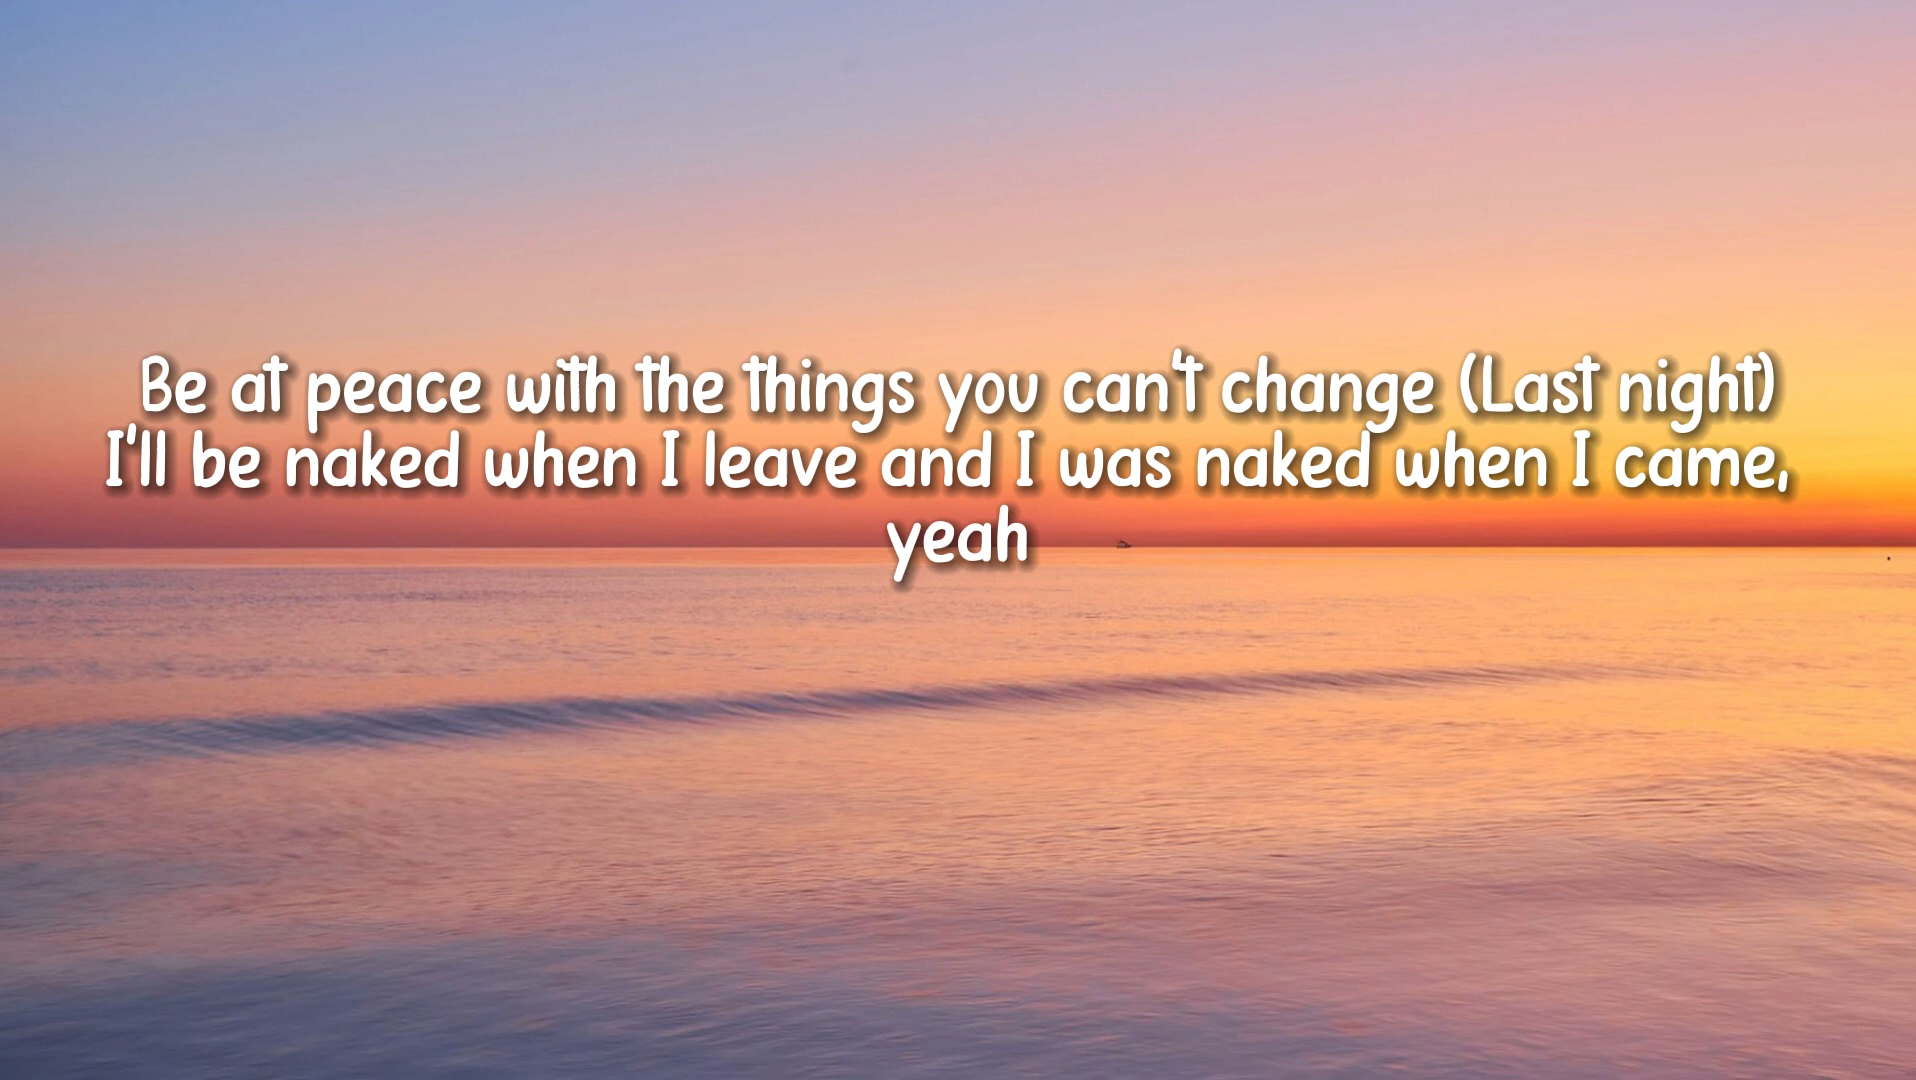 Be at peace with the things you can't change (Last night)
I'll be naked when I leave and I was naked when I came,
yeah